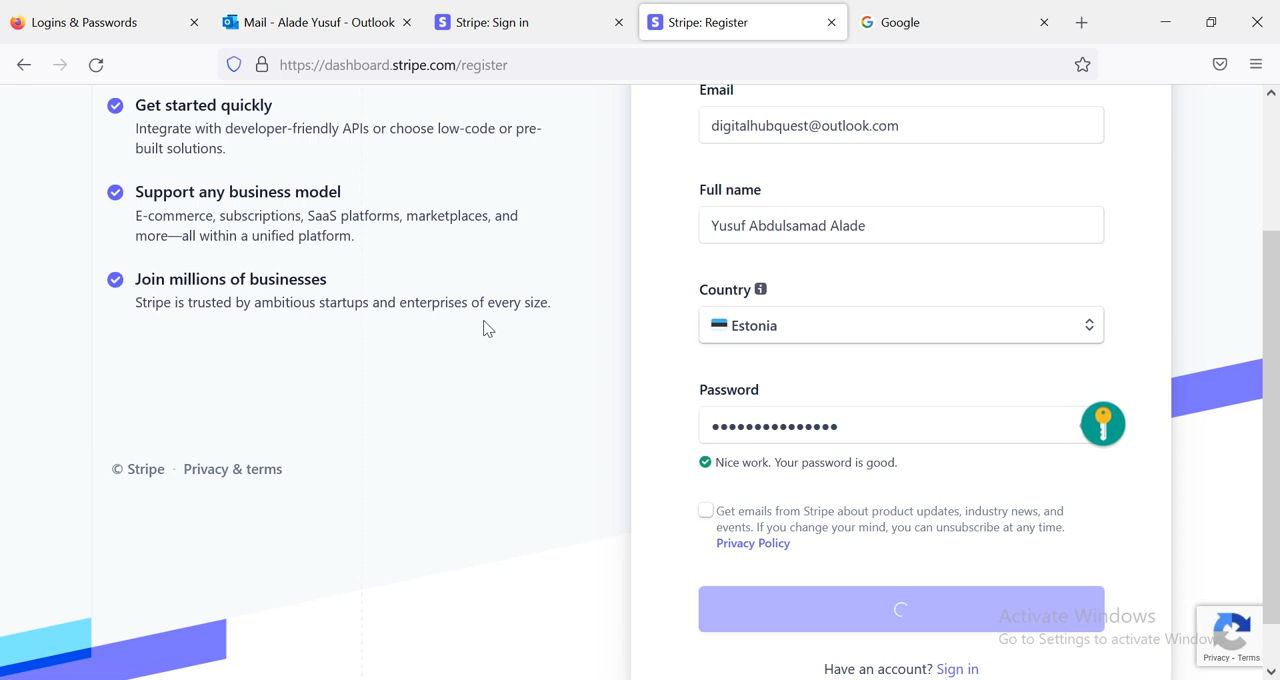 Logins & Passwords
Mail - Alade Yusuf - Outlook
Stripe: Sign in
Stripe: Register
Google
https://dashboard.stripe.com/register
Get started quickly
Integrate with developer-friendly APIs or choose low-code or pre-
built solutions.
Support any business model
E-commerce, subscriptions, SaaS platforms, marketplaces, and
more—all within a unified platform.
Join millions of businesses
Stripe is trusted by ambitious startups and enterprises of every size.
© Stripe · Privacy & terms
Email
digitalhubquest@outlook.com
Full name
Yusuf Abdulsamad Alade
Country
Estonia
Password
•••••••••••••••
Nice work. Your password is good.
Get emails from Stripe about product updates, industry news, and
events. If you change your mind, you can unsubscribe at any time.
Privacy Policy
Have an account? Sign in
Activate Windows
Go to Settings to activate Window
Privacy - Terms